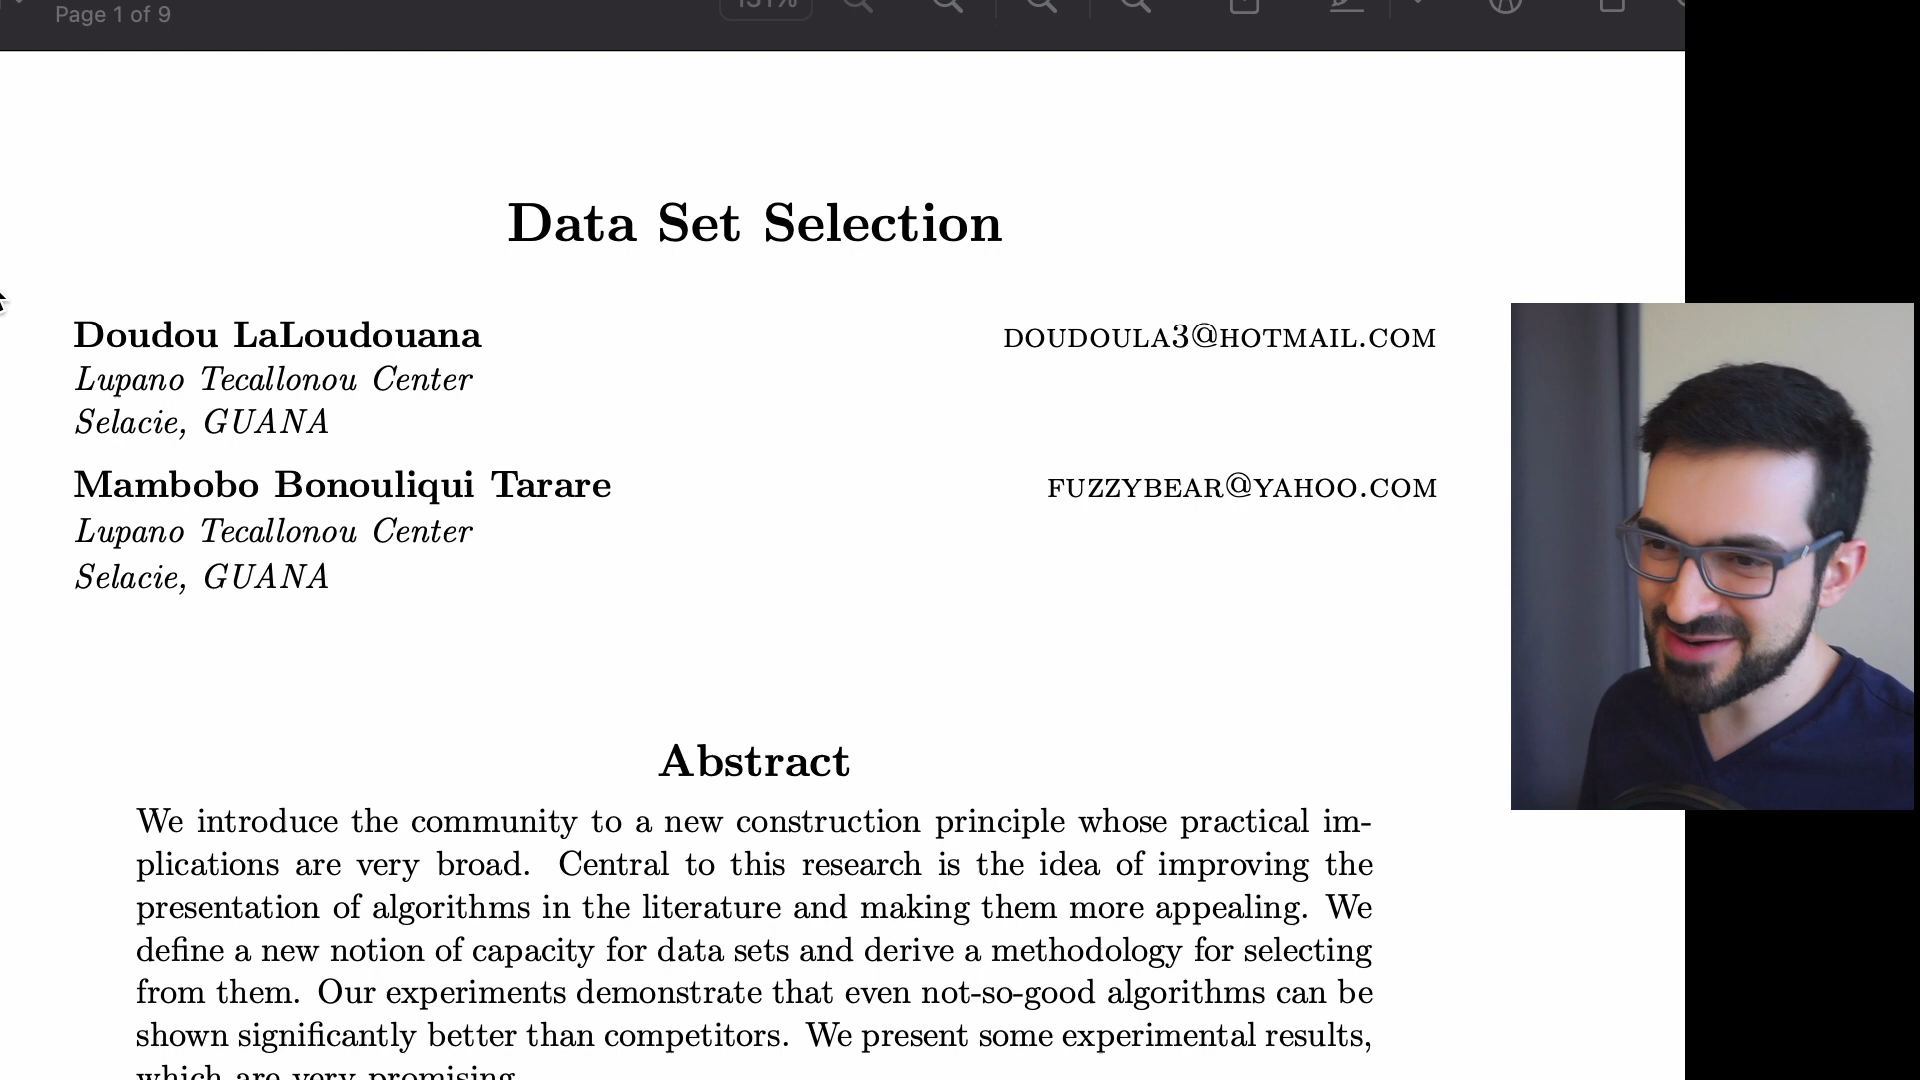 Page 1 of 9
151%
Data Set Selection
Doudou LaLoudouana
DOUDOULA3@HOTMAIL.COM
Lupano Tecallonou Center
Selacie, GUANA
Mambobo Bonouliqui Tarare
FUZZYBEAR@YAHOO.COM
Lupano Tecallonou Center
Selacie, GUANA
Abstract
We introduce the community to a new construction principle whose practical im-
plications are very broad. Central to this research is the idea of improving the
presentation of algorithms in the literature and making them more appealing. We
define a new notion of capacity for data sets and derive a methodology for selecting
from them. Our experiments demonstrate that even not-so-good algorithms can be
shown significantly better than competitors. We present some experimental results,
which are very promising.